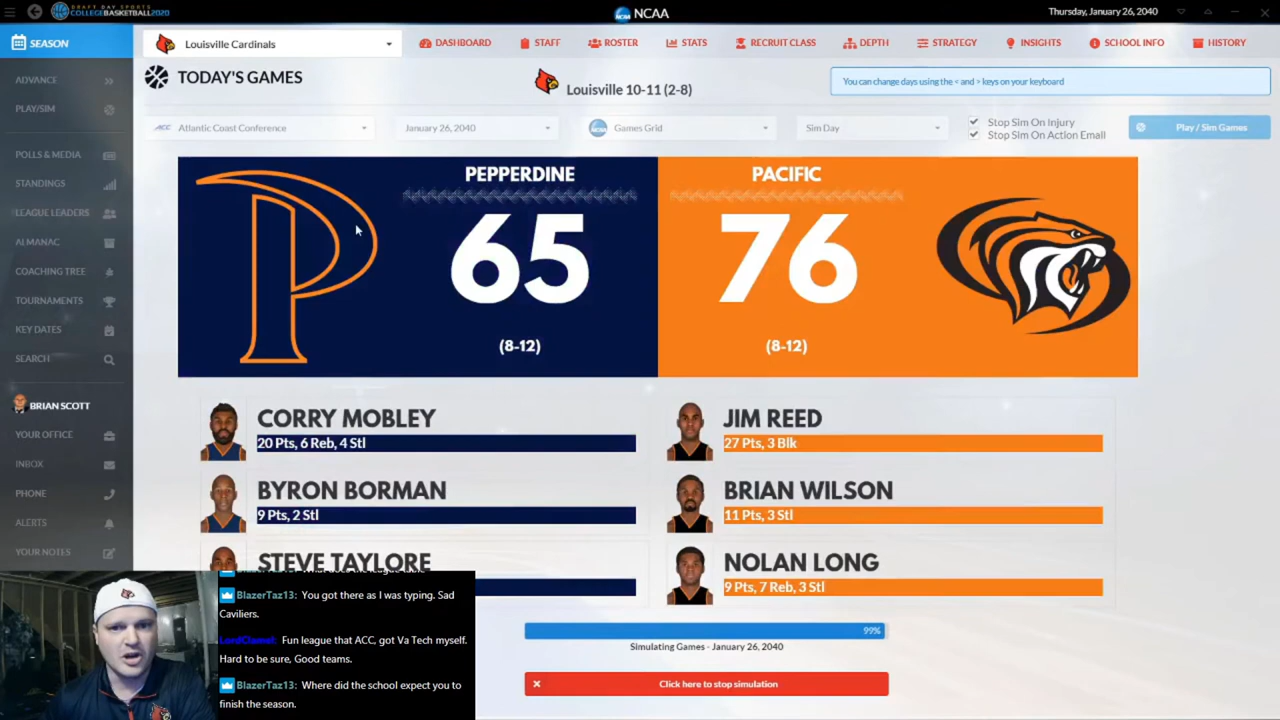 DRAFT DAY SPORTS
COLLEGEBASKETBALL2020
NCAA
Thursday, January 26, 2040
SEASON
Louisville Cardinals
DASHBOARD
STAFF
ROSTER
STATS
RECRUIT CLASS
DEPTH
STRATEGY
INSIGHTS
SCHOOL INFO
HISTORY
ADVANCE
PLAY/SIM
POLLS & MEDIA
STANDINGS
LEAGUE LEADERS
ALMANAC
COACHING TREE
TOURNAMENTS
KEY DATES
SEARCH
BRIAN SCOTT
YOUR OFFICE
INBOX
PHONE
ALERTS
YOUR NOTES
TODAY'S GAMES
Louisville 10-11 (2-8)
You can change days using the < and > keys on your keyboard
ACC Atlantic Coast Conference
January 26, 2040
Games Grid
Sim Day
Stop Sim On Injury
Stop Sim On Action Email
Play / Sim Games
PEPPERDINE
65
(8-12)
PACIFIC
76
(8-12)
CORRY MOBLEY
20 Pts, 6 Reb, 4 Stl
JIM REED
27 Pts, 3 Blk
BYRON BORMAN
9 Pts, 2 Stl
BRIAN WILSON
11 Pts, 3 Stl
STEVE TAYLORE
NOLAN LONG
9 Pts, 7 Reb, 3 Stl
BlazerTaz13: You got there as I was typing. Sad
Caviliers.
Fun league that ACC, got Va Tech myself.
Hard to be sure, Good teams.
BlazerTaz13: Where did the school expect you to
finish the season.
99%
Simulating Games - January 26, 2040
Click here to stop simulation